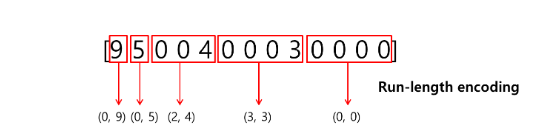 [9 5 0 0 4 0 0 0 3 0 0 0 0]
Run-length encoding
(0, 9) (0, 5) (2, 4) (3, 3) (0, 0)